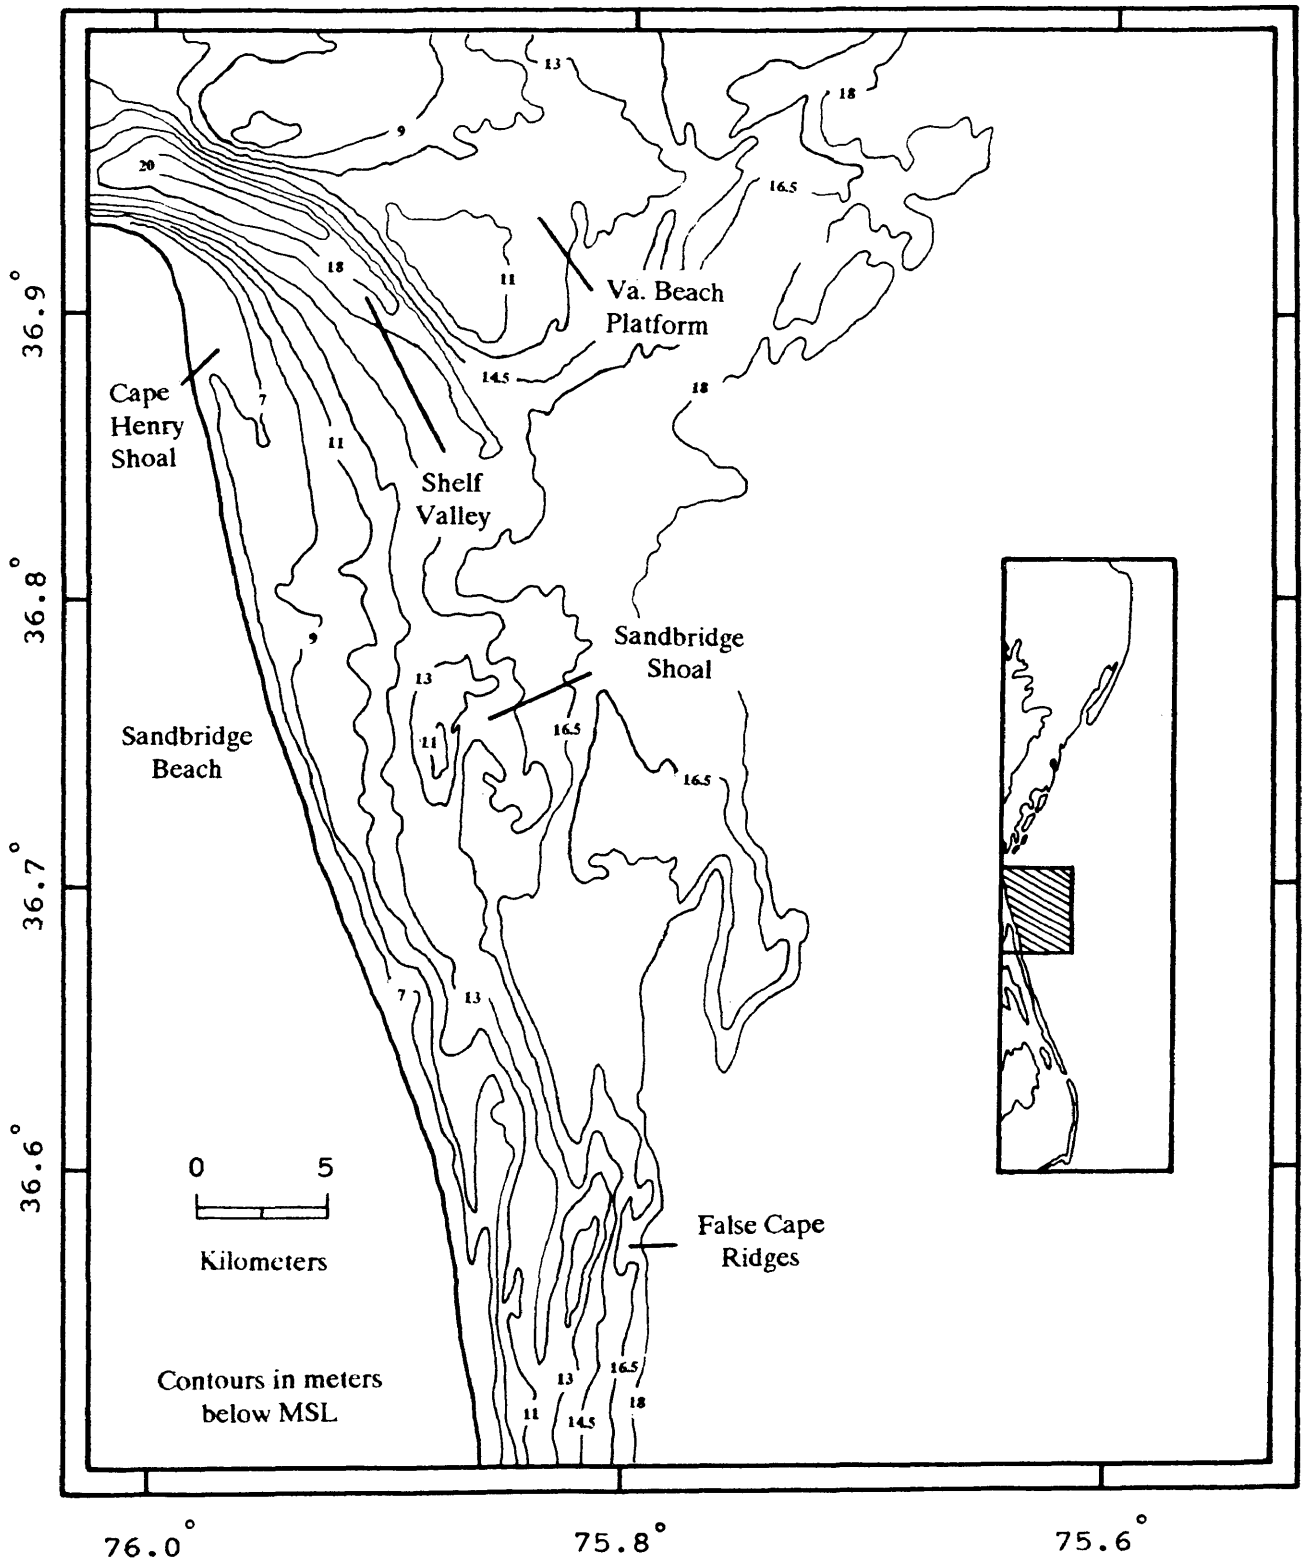 13
18
9
20
16.5
18
11
Va. Beach
Platform
36.9°
14.5
18
Cape
Henry
Shoal
7
11
Shelf
Valley
36.8°
9
Sandbridge
Shoal
13
Sandbridge
Beach
11
16.5
16.5
36.7°
7
13
36.6°
0 5
Kilometers
False Cape
Ridges
Contours in meters
below MSL
13
16.5
11
14.5
18
76.0°
75.8°
75.6°